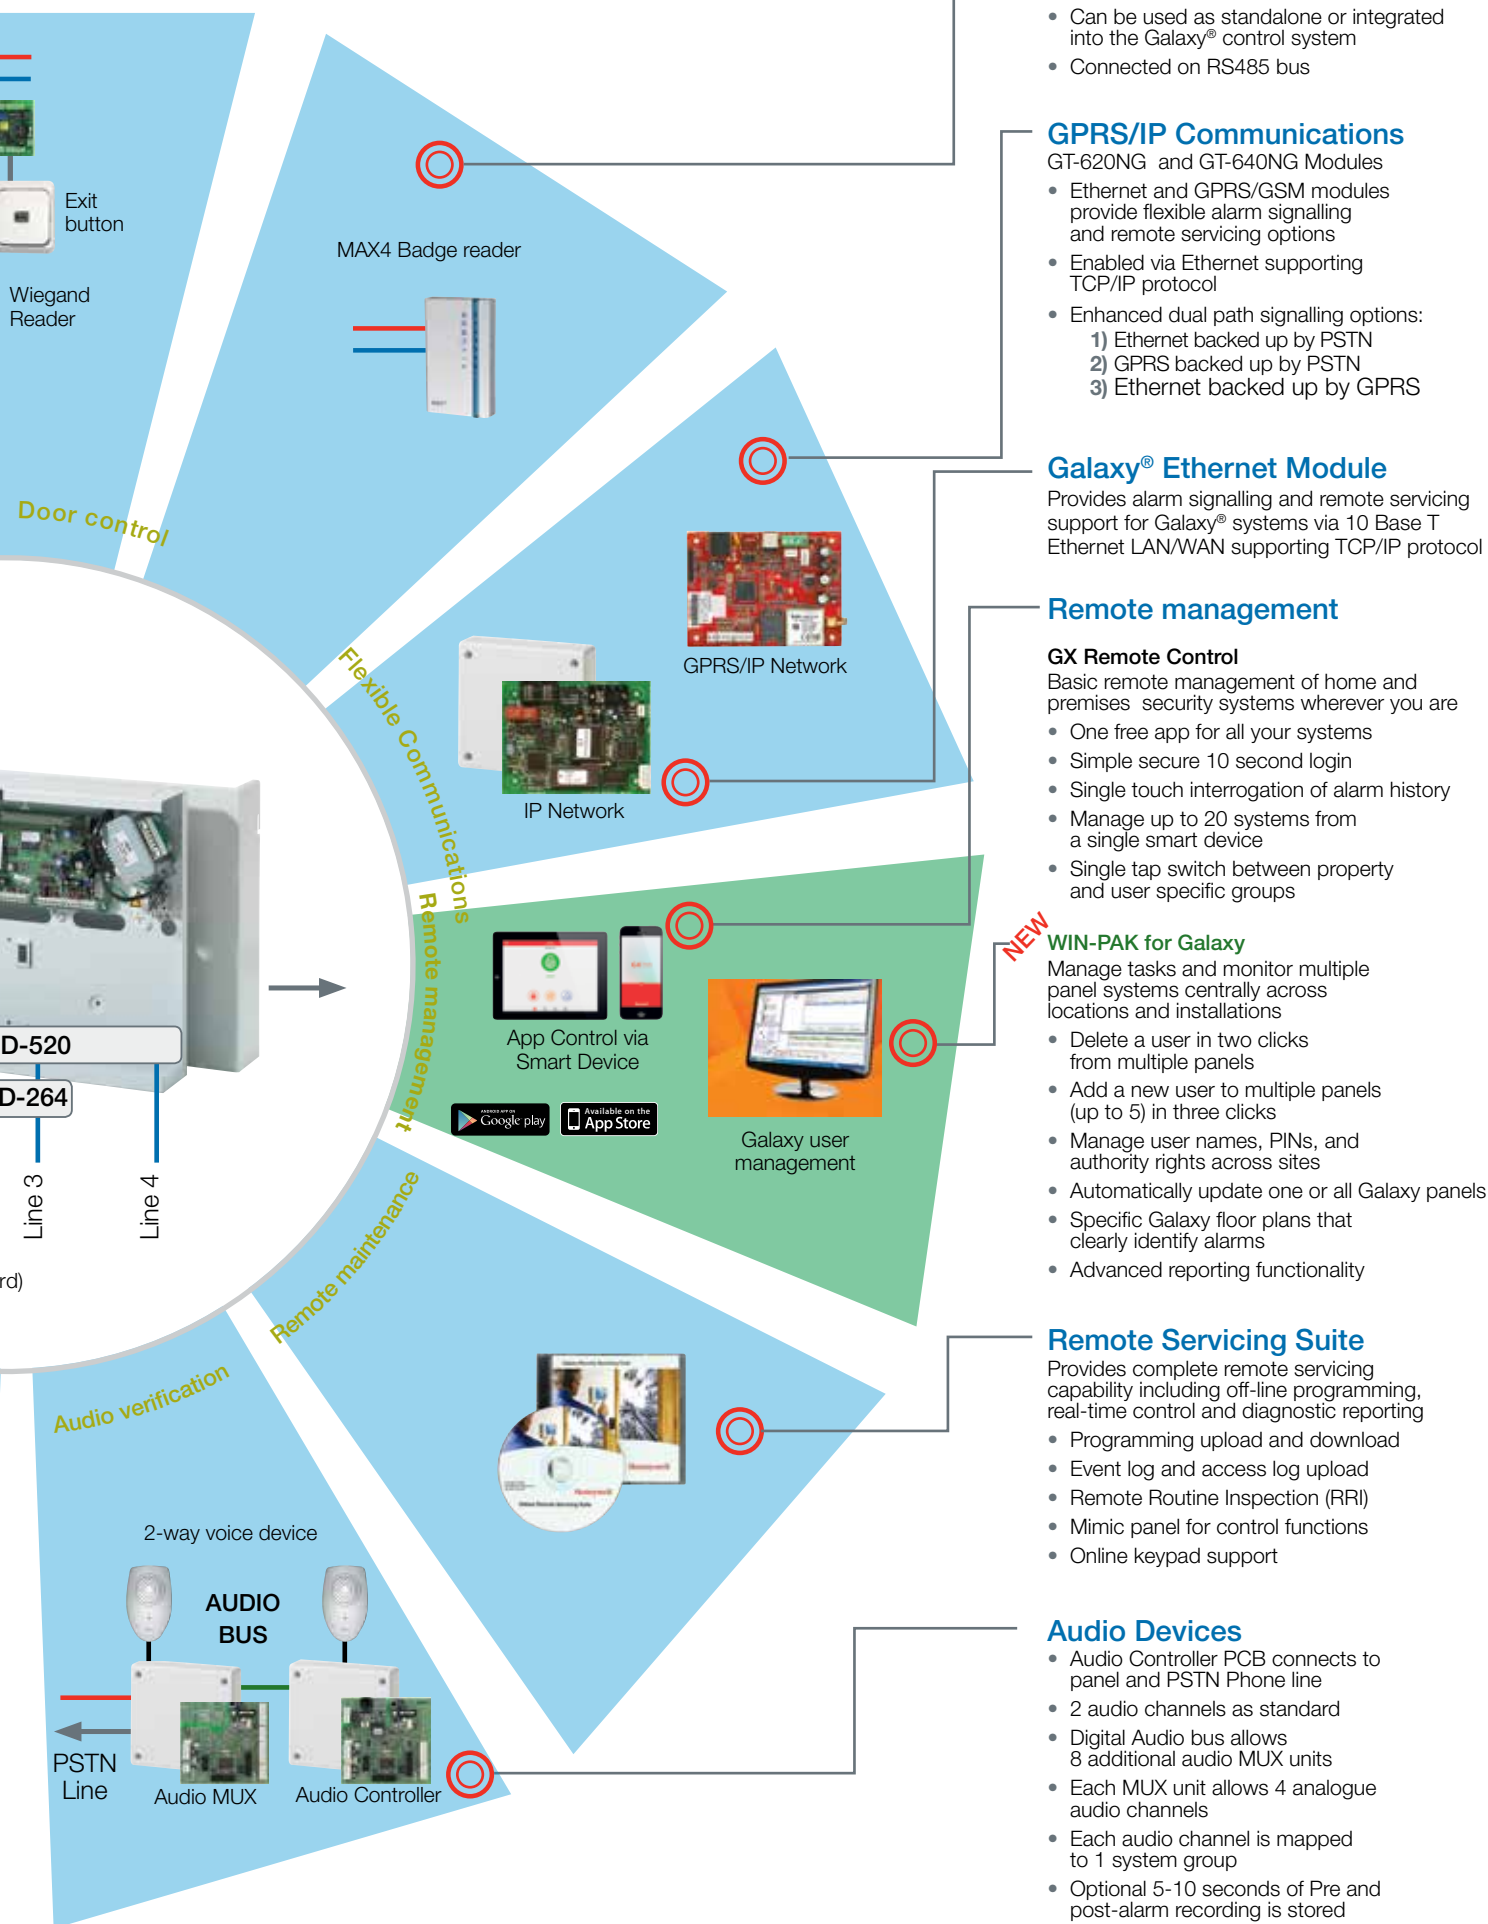 Exit
button
Wiegand
Reader
Door control
MAX4 Badge reader
Flexible Communications
GPRS/IP Network
IP Network
Remote management
App Control via
Smart Device
ANDROID APP ON
Google play
Available on the
App Store
Galaxy user
management
D-520
D-264
Line 3
Line 4
rd)
Remote maintenance
Audio verification
2-way voice device
AUDIO
BUS
PSTN
Line
Audio MUX
Audio Controller
• Can be used as standalone or integrated
into the Galaxy® control system
• Connected on RS485 bus
GPRS/IP Communications
GT-620NG and GT-640NG Modules
• Ethernet and GPRS/GSM modules
provide flexible alarm signalling
and remote servicing options
• Enabled via Ethernet supporting
TCP/IP protocol
• Enhanced dual path signalling options:
1) Ethernet backed up by PSTN
2) GPRS backed up by PSTN
3) Ethernet backed up by GPRS
Galaxy® Ethernet Module
Provides alarm signalling and remote servicing
support for Galaxy® systems via 10 Base T
Ethernet LAN/WAN supporting TCP/IP protocol
Remote management
GX Remote Control
Basic remote management of home and
premises security systems wherever you are
• One free app for all your systems
• Simple secure 10 second login
• Single touch interrogation of alarm history
• Manage up to 20 systems from
a single smart device
• Single tap switch between property
and user specific groups
NEW
WIN-PAK for Galaxy
Manage tasks and monitor multiple
panel systems centrally across
locations and installations
• Delete a user in two clicks
from multiple panels
• Add a new user to multiple panels
(up to 5) in three clicks
• Manage user names, PINs, and
authority rights across sites
• Automatically update one or all Galaxy panels
• Specific Galaxy floor plans that
clearly identify alarms
• Advanced reporting functionality
Remote Servicing Suite
Provides complete remote servicing
capability including off-line programming,
real-time control and diagnostic reporting
• Programming upload and download
• Event log and access log upload
• Remote Routine Inspection (RRI)
• Mimic panel for control functions
• Online keypad support
Audio Devices
• Audio Controller PCB connects to
panel and PSTN Phone line
• 2 audio channels as standard
• Digital Audio bus allows
8 additional audio MUX units
• Each MUX unit allows 4 analogue
audio channels
• Each audio channel is mapped
to 1 system group
• Optional 5-10 seconds of Pre and
post-alarm recording is stored